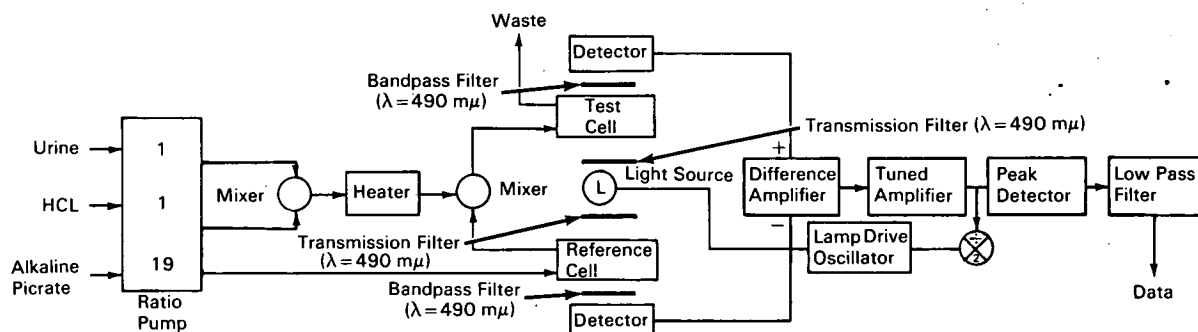 Waste
Detector
Bandpass Filter
(λ = 490 mμ)
Test
Cell
Transmission Filter (λ = 490 mμ)
Urine
1
Light Source
L
+
Difference
Amplifier
−
Tuned
Amplifier
Peak
Detector
Low Pass
Filter
HCL
1
Mixer
Heater
Mixer
Transmission Filter
(λ = 490 mμ)
Reference
Cell
Lamp Drive
Oscillator
÷
2
Alkaline
Picrate
19
Ratio
Pump
Bandpass Filter
(λ = 490 mμ)
Detector
Data